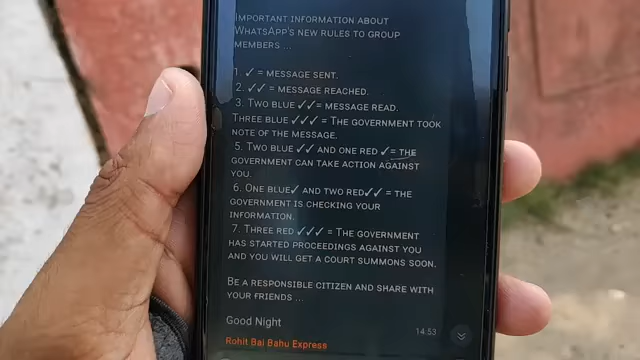 Important information about
WhatsApp's new rules to group
members ...
1. ✓ = message sent.
2. ✓✓ = message reached.
3. Two blue ✓✓= message read.
Three blue ✓✓✓ = The government took
note of the message.
5. Two blue ✓✓ and one red ✓= the
government can take action against
you.
6. One blue✓ and two red✓✓ = the
government is checking your
information.
7. Three red ✓✓✓ = The government
has started proceedings against you
and you will get a court summons soon.
Be a responsible citizen and share with
your friends ...
Good Night
14.53
Rohit Bai Bahu Express